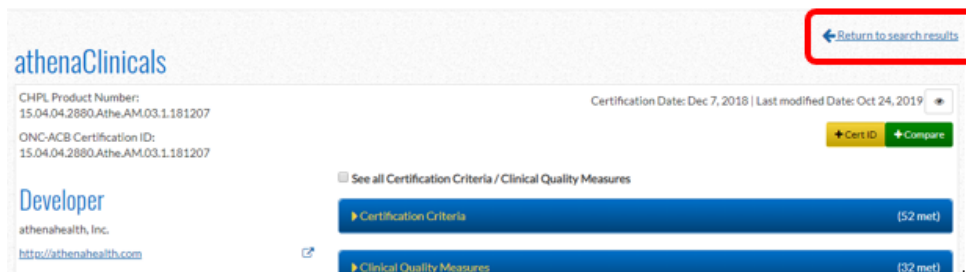 Return to search results
athenaClinicals
CHPL Product Number:
15.04.04.2880.Athe.AM.03.1.181207
Certification Date: Dec 7, 2018 | Last modified Date: Oct 24, 2019
ONC-ACB Certification ID:
15.04.04.2880.Athe.AM.03.1.181207
+Cert ID
+Compare
See all Certification Criteria / Clinical Quality Measures
Developer
athenahealth, Inc.
http://athenahealth.com
Certification Criteria (52 met)
Clinical Quality Measures (32 met)